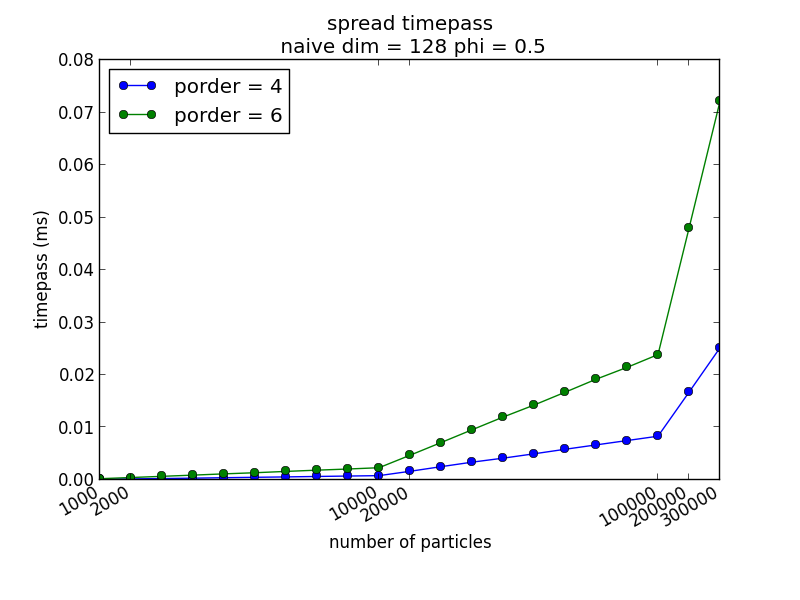 spread timepass
naive dim = 128 phi = 0.5
porder = 4
porder = 6
timepass (ms)
0.08
0.07
0.06
0.05
0.04
0.03
0.02
0.01
0.00
1000
2000
10000
20000
100000
200000
300000
number of particles